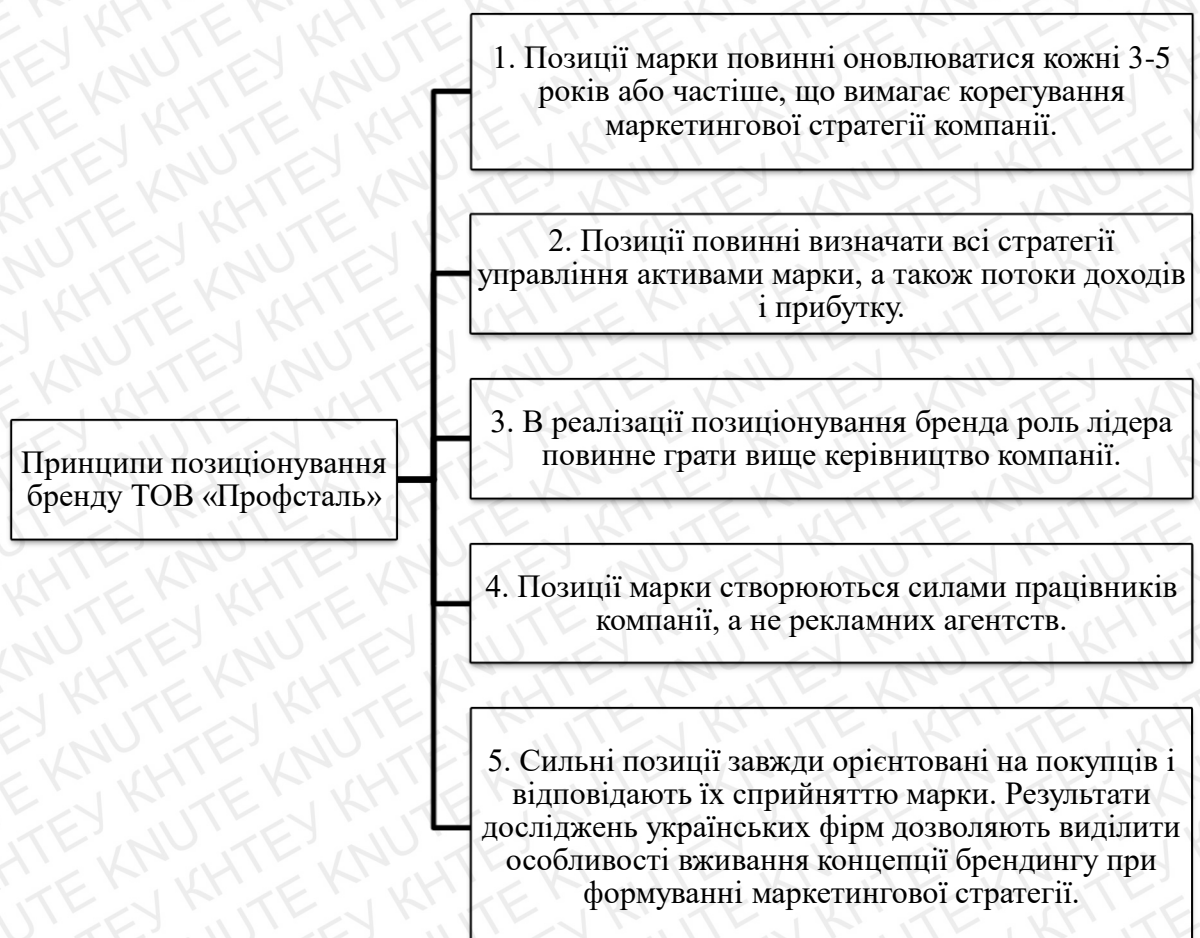 1. Позиції марки повинні оновлюватися кожні 3-5
років або частіше, що вимагає корегування
маркетингової стратегії компанії.
2. Позиції повинні визначати всі стратегії
управління активами марки, а також потоки доходів
і прибутку.
3. В реалізації позиціонування бренда роль лідера
повинне грати вище керівництво компанії.
Принципи позиціонування
бренду ТОВ «Профсталь»
4. Позиції марки створюються силами працівників
компанії, а не рекламних агентств.
5. Сильні позиції завжди орієнтовані на покупців і
відповідають їх сприйняттю марки. Результати
досліджень українських фірм дозволяють виділити
особливості вживання концепції брендингу при
формуванні маркетингової стратегії.